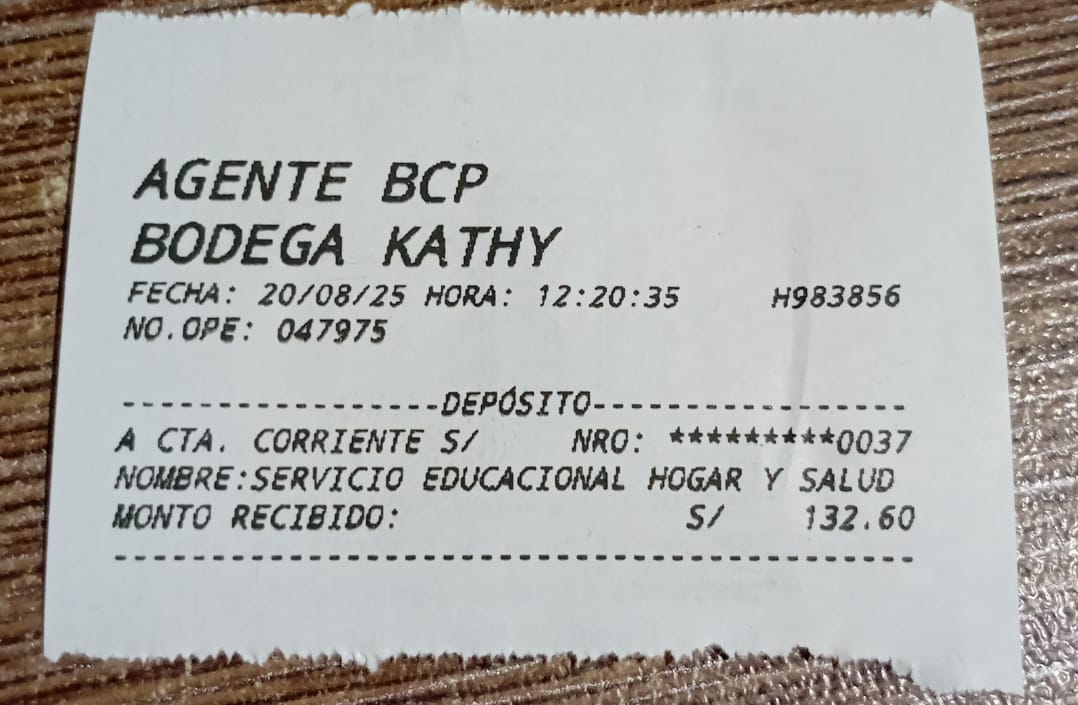 AGENTE BCP
BODEGA KATHY
FECHA: 20/08/25 HORA: 12:20:35 H983856
NO.OPE: 047975
-----------------DEPÓSITO-----------------
A CTA. CORRIENTE S/ NRO: *********0037
NOMBRE:SERVICIO EDUCACIONAL HOGAR Y SALUD
MONTO RECIBIDO: S/ 132.60
------------------------------------------